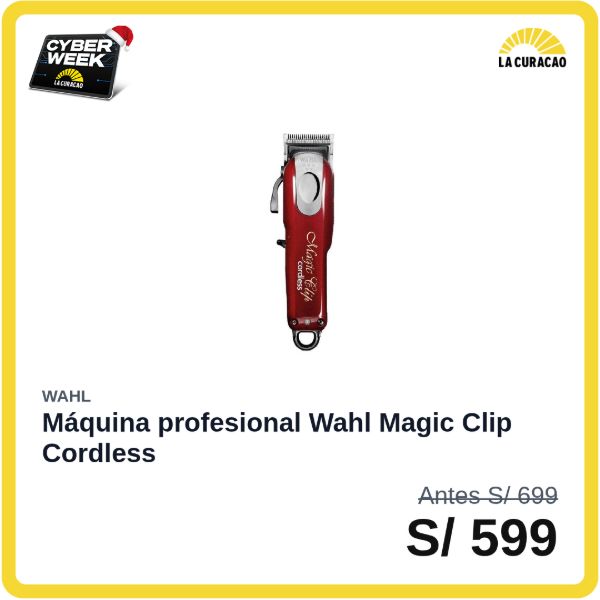 CYBER
WEEK
LA CURACAO
LA CURACAO
WAHL
Magic Clip
cordless
WAHL
Máquina profesional Wahl Magic Clip
Cordless
Antes S/ 699
S/ 599